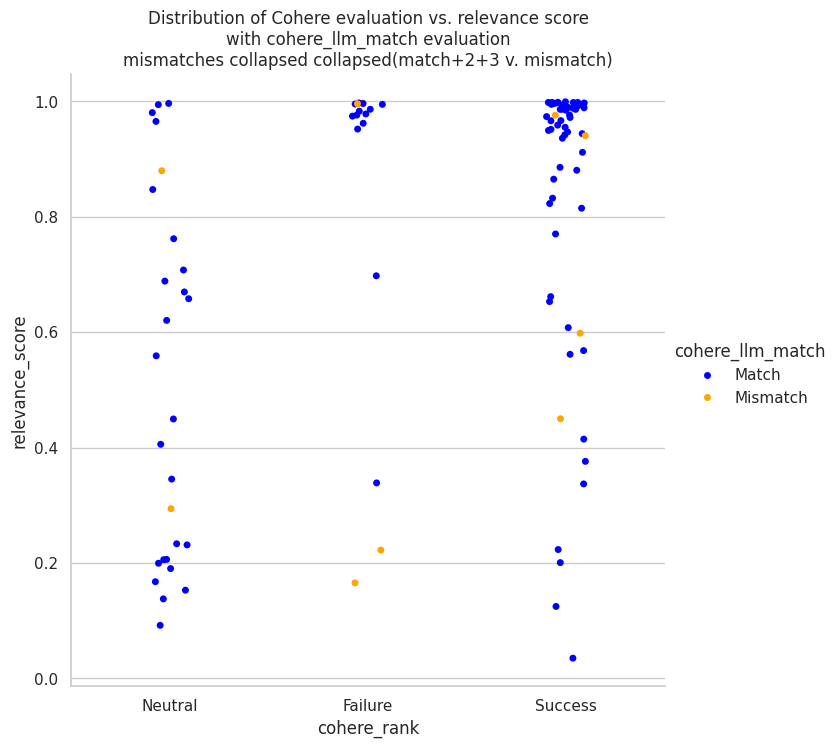 Distribution of Cohere evaluation vs. relevance score
with cohere_llm_match evaluation
mismatches collapsed collapsed(match+2+3 v. mismatch)
1.0
0.8
0.6
0.4
0.2
0.0
relevance_score
Neutral
Failure
Success
cohere_rank
cohere_llm_match
Match
Mismatch